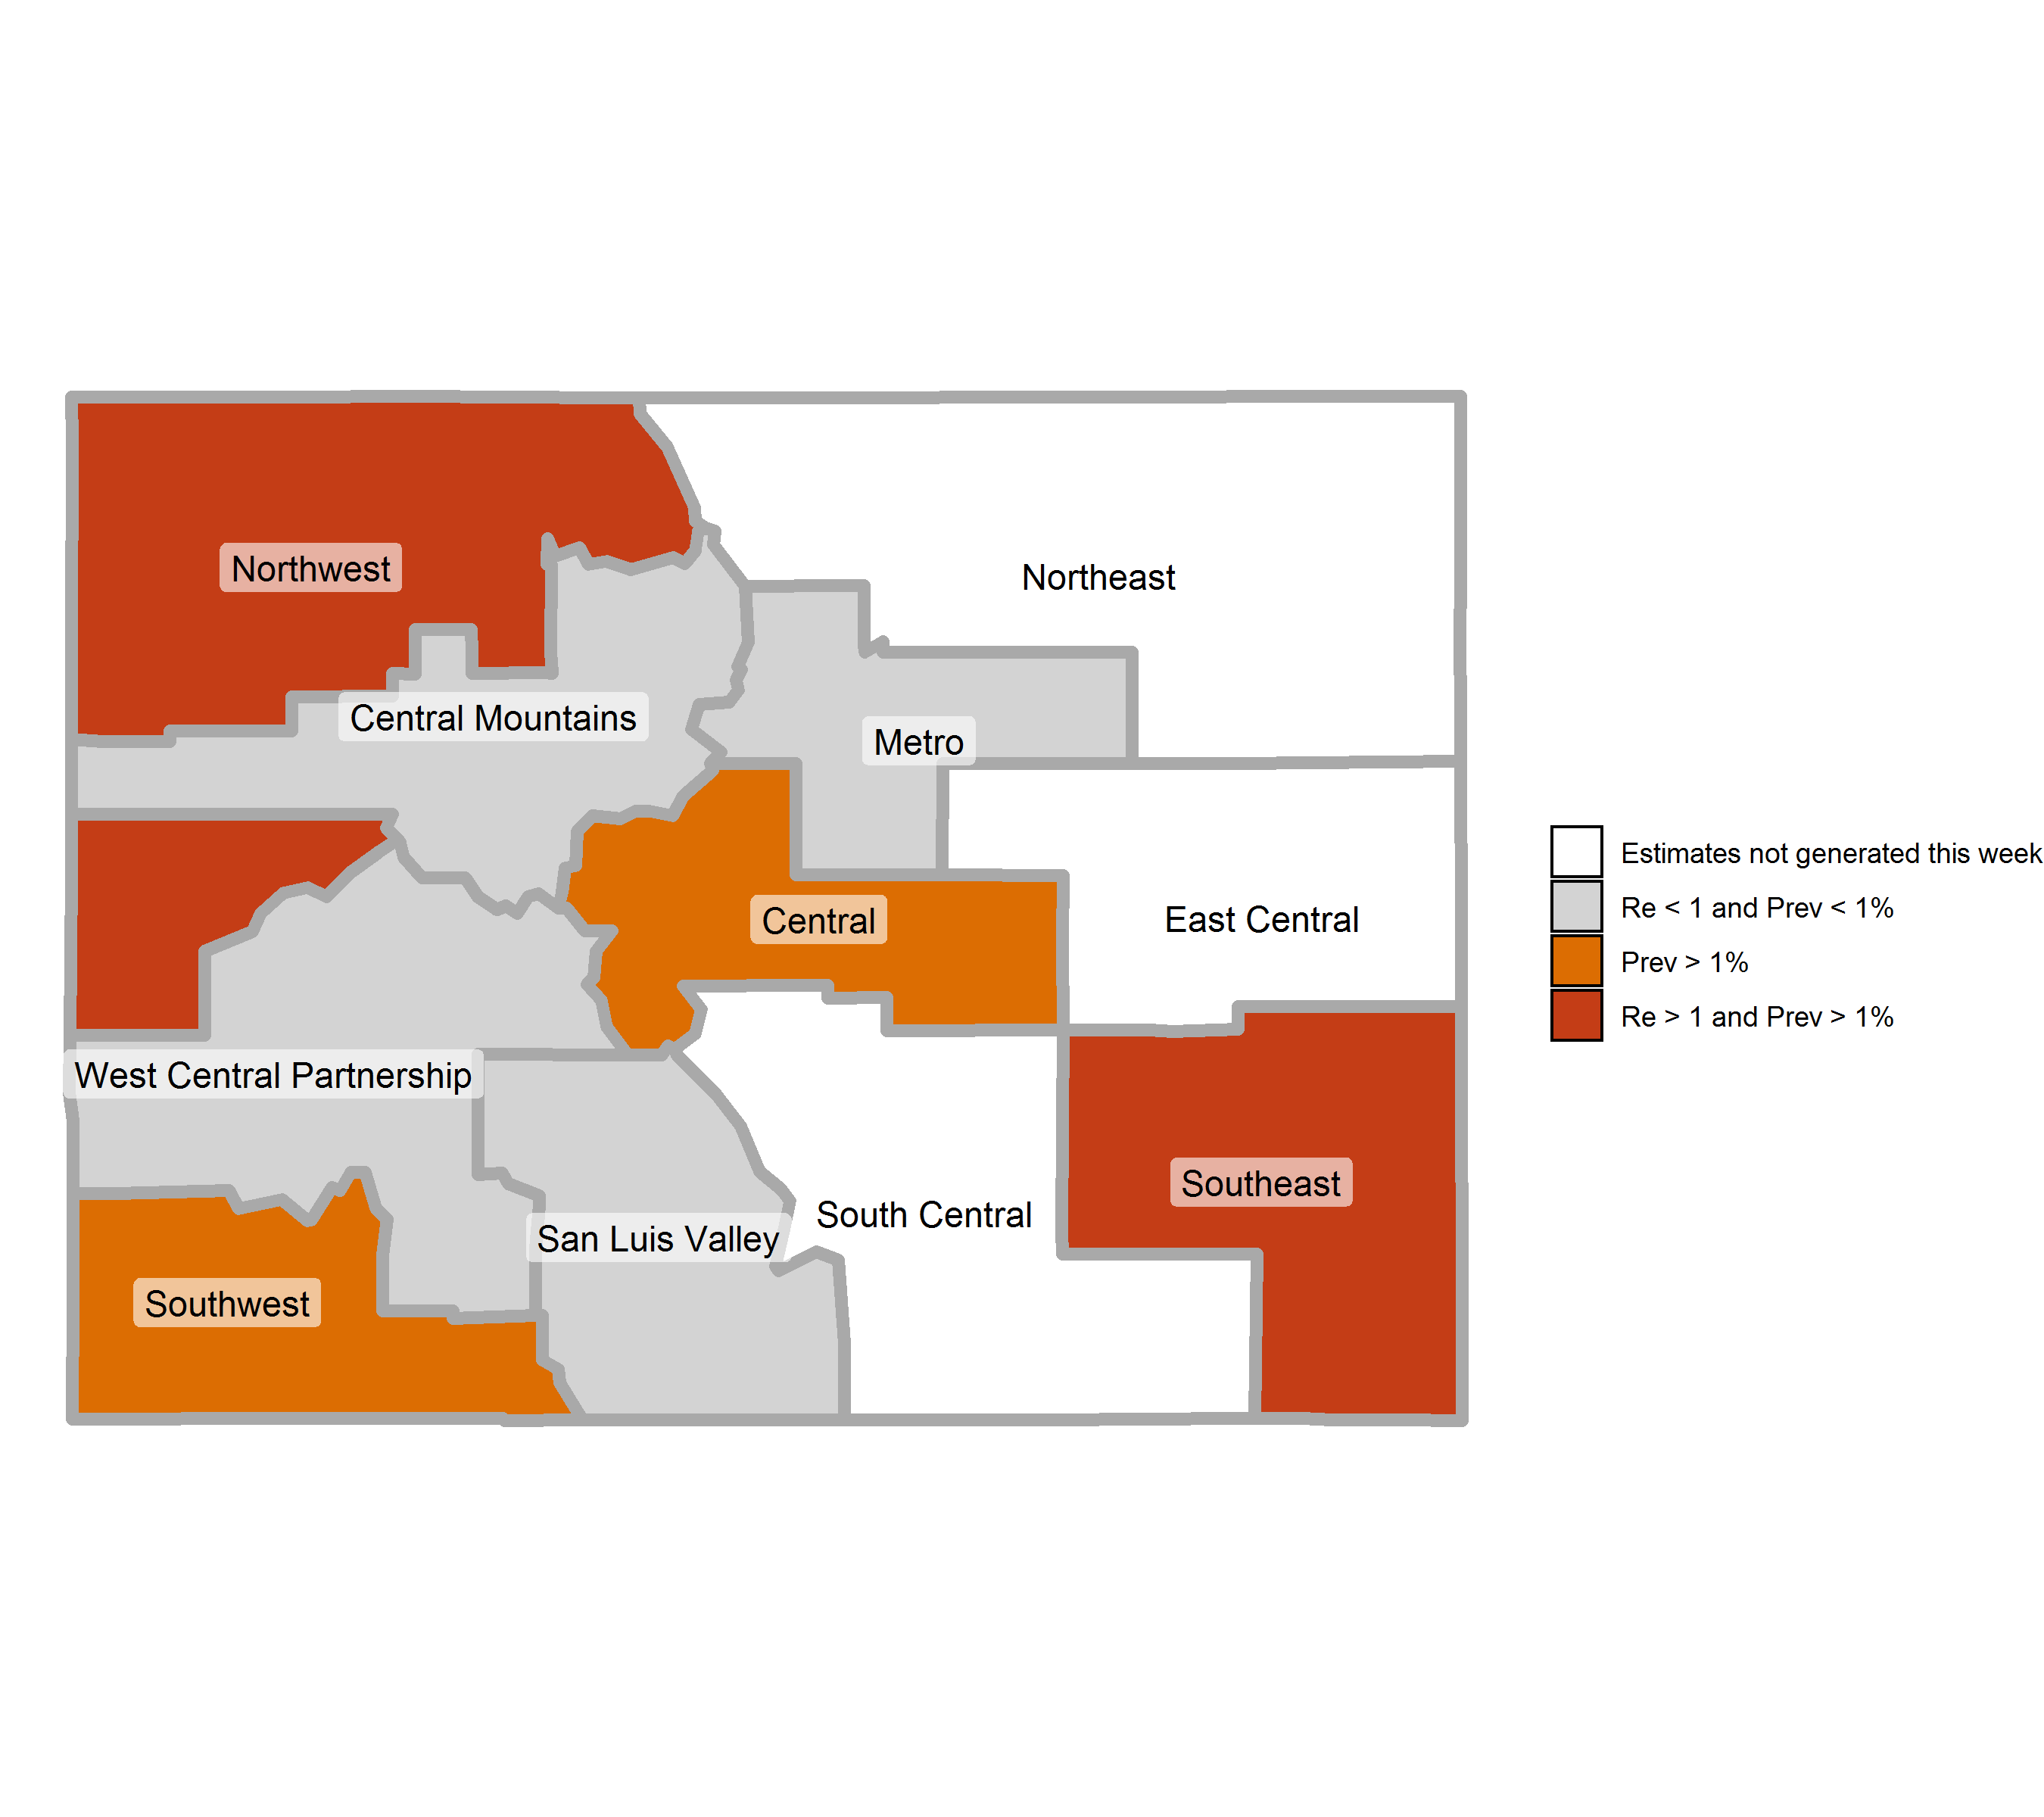 Northwest
Northeast
Central Mountains
Metro
Central
East Central
West Central Partnership
Southeast
South Central
San Luis Valley
Southwest
Estimates not generated this week
Re < 1 and Prev < 1%
Prev > 1%
Re > 1 and Prev > 1%